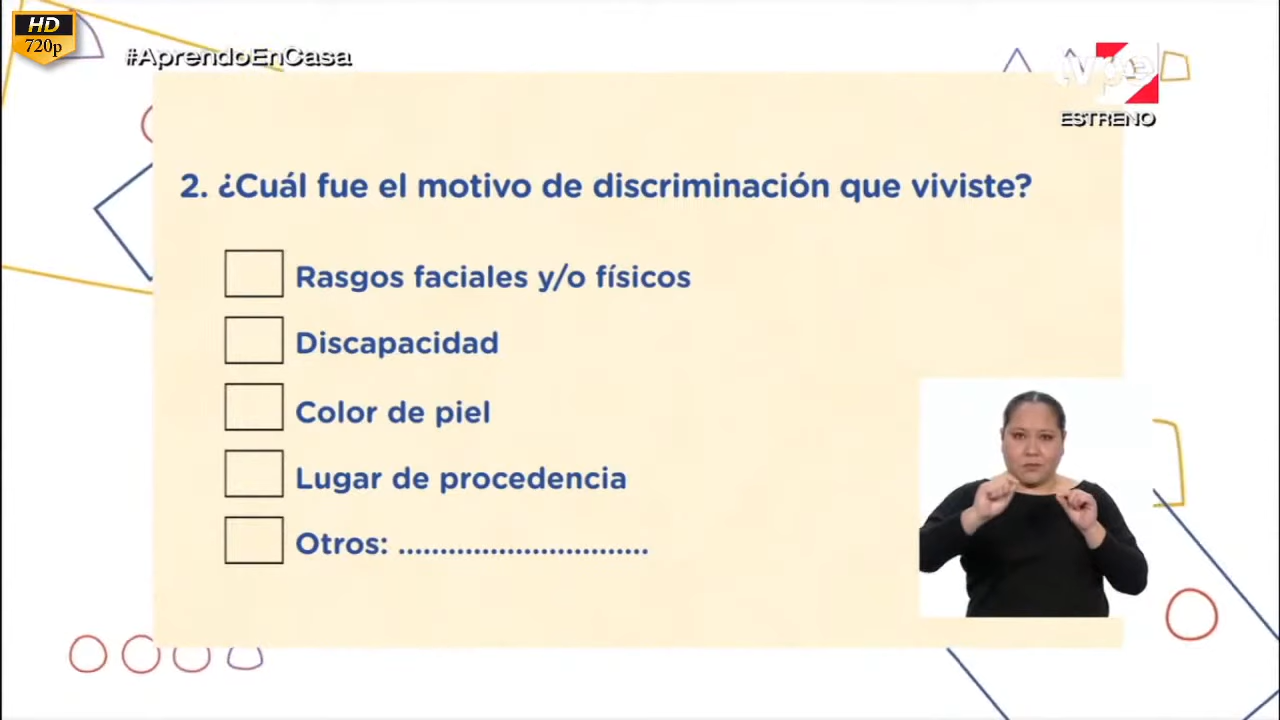 HD
720p
#AprendoEnCasa
tvpe
ESTRENO
2. ¿Cuál fue el motivo de discriminación que viviste?
Rasgos faciales y/o físicos
Discapacidad
Color de piel
Lugar de procedencia
Otros: ..............................